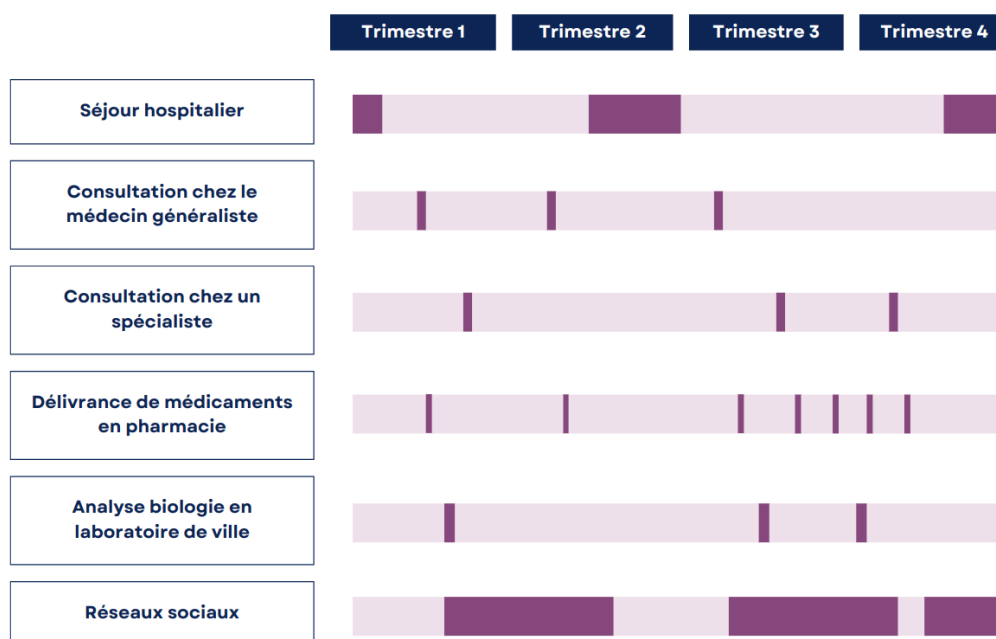 Trimestre 1
Trimestre 2
Trimestre 3
Trimestre 4
Séjour hospitalier
Consultation chez le
médecin généraliste
Consultation chez un
spécialiste
Délivrance de médicaments
en pharmacie
Analyse biologie en
laboratoire de ville
Réseaux sociaux